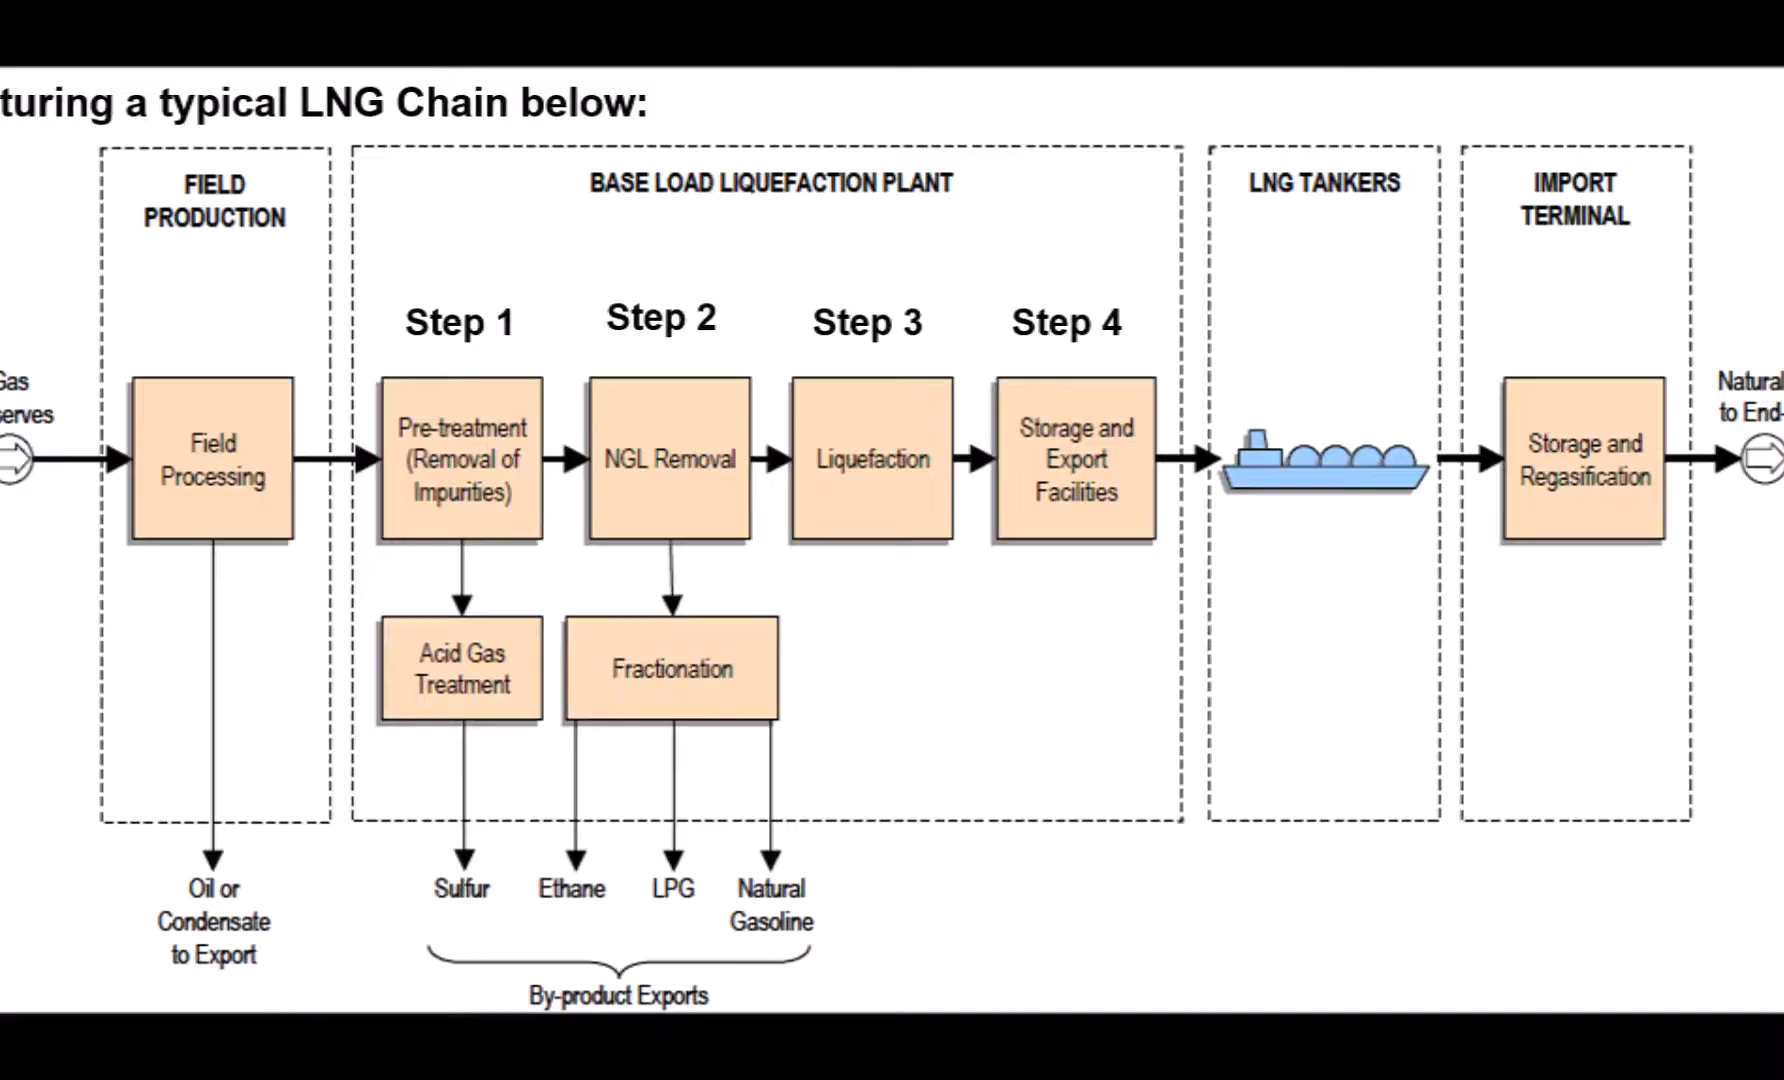 turing a typical LNG Chain below:
FIELD
PRODUCTION
BASE LOAD LIQUEFACTION PLANT
LNG TANKERS
IMPORT
TERMINAL
Step 1
Step 2
Step 3
Step 4
Gas
serves
Field
Processing
Pre-treatment
(Removal of
Impurities)
NGL Removal
Liquefaction
Storage and
Export
Facilities
Storage and
Regasification
Natural
to End-
Acid Gas
Treatment
Fractionation
Oil or
Condensate
to Export
Sulfur
Ethane
LPG
Natural
Gasoline
By-product Exports